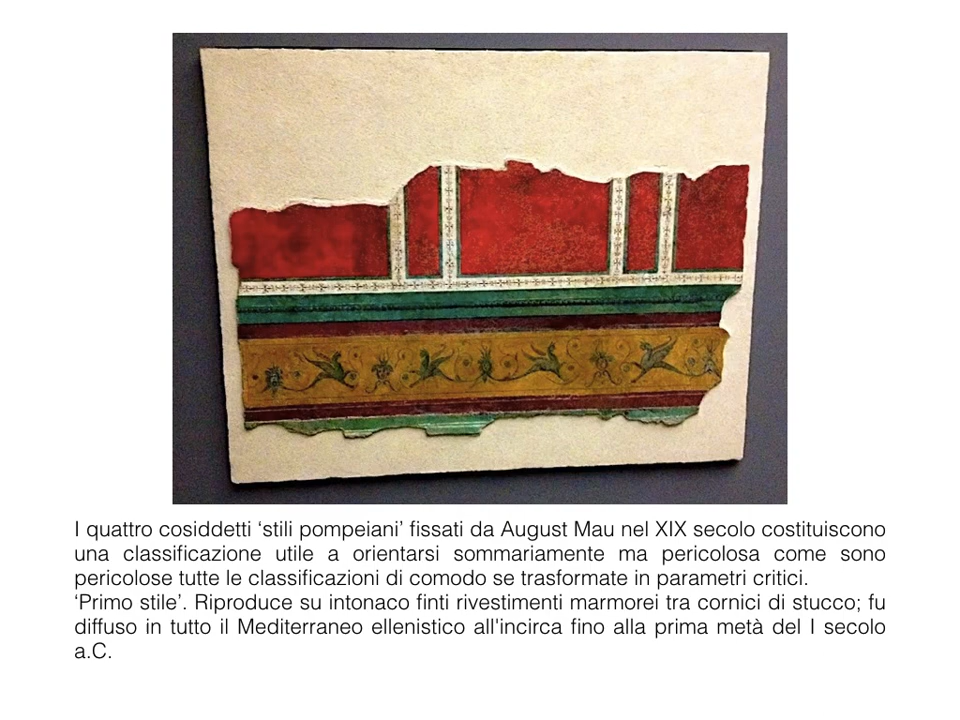 I quattro cosiddetti ‘stili pompeiani’ fissati da August Mau nel XIX secolo costituiscono
una classificazione utile a orientarsi sommariamente ma pericolosa come sono
pericolose tutte le classificazioni di comodo se trasformate in parametri critici.
‘Primo stile’. Riproduce su intonaco finti rivestimenti marmorei tra cornici di stucco; fu
diffuso in tutto il Mediterraneo ellenistico all'incirca fino alla prima metà del I secolo
a.C.